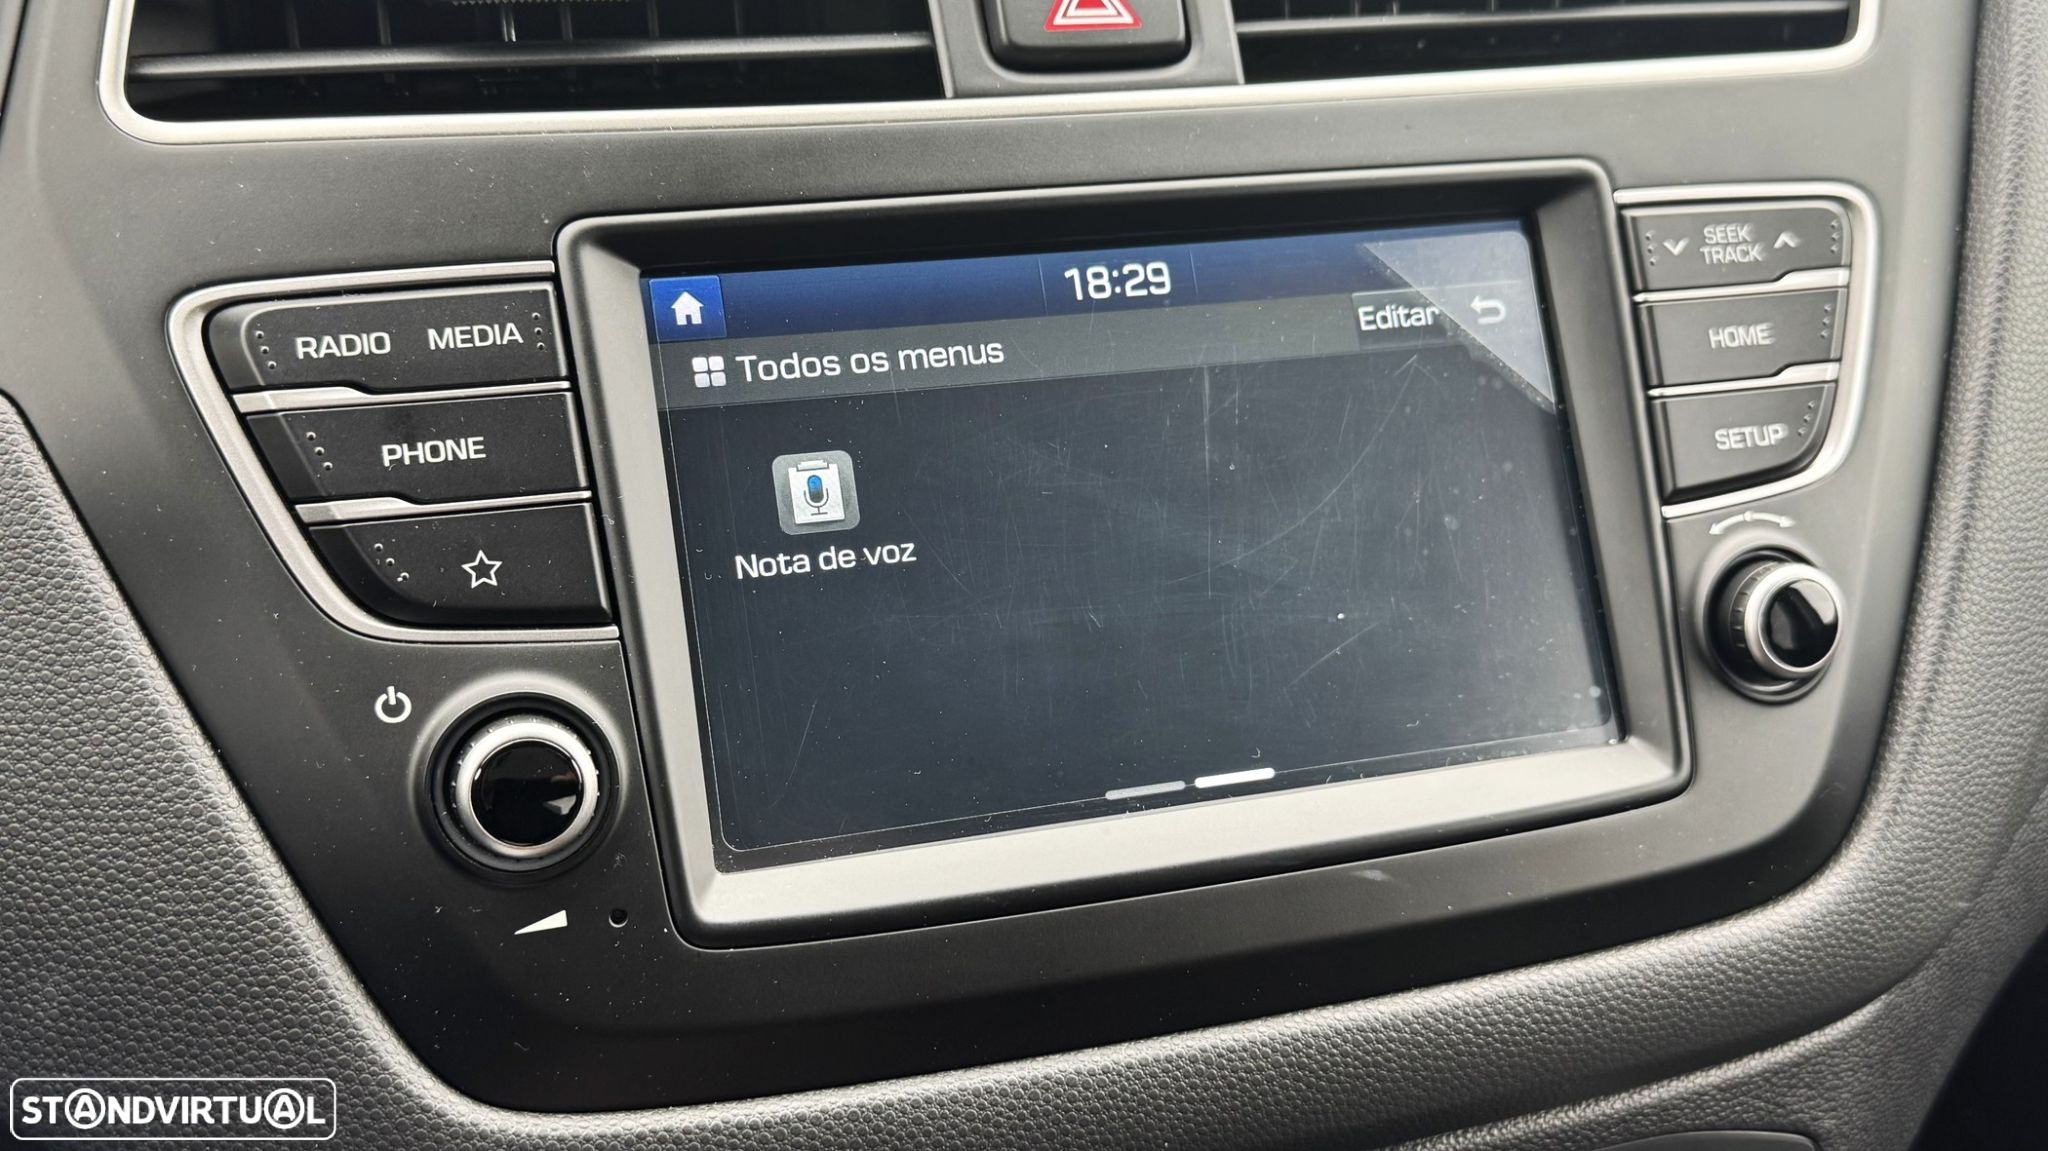 18:29
Editar
Todos os menus
Nota de voz
RADIO MEDIA
PHONE
SEEK
TRACK
HOME
SETUP
STANDVIRTUAL